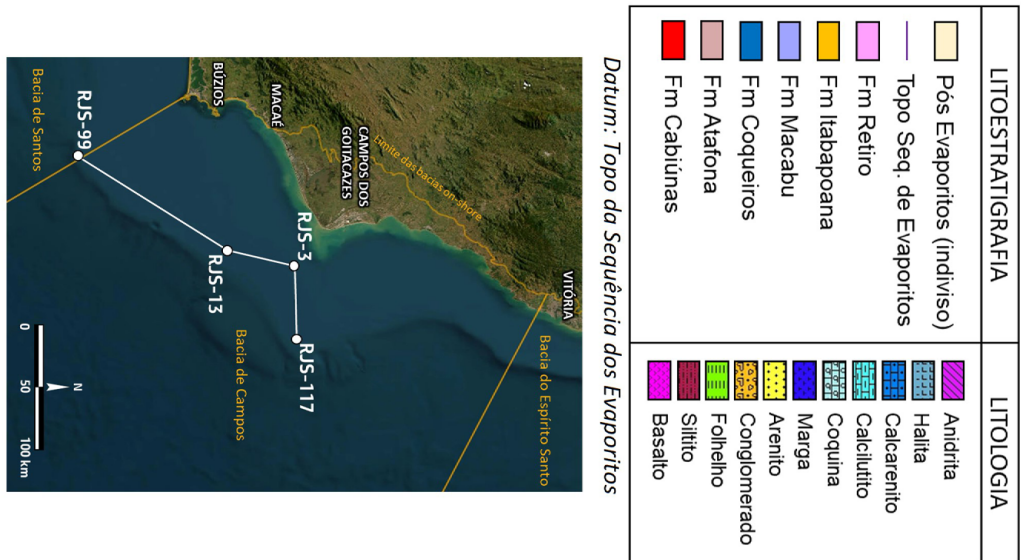 LITOESTRATIGRAFIA
Pós Evaporitos (indiviso)
Topo Seq. de Evaporitos
Fm Retiro
Fm Itabapoana
Fm Macabu
Fm Coqueiros
Fm Atafona
Fm Cabiúnas
LITOLOGIA
Anidrita
Halita
Calcarenito
Calcilutito
Coquina
Marga
Arenito
Conglomerado
Folhelho
Siltito
Basalto
Datum: Topo da Sequência dos Evaporitos
VITÓRIA
Bacia do Espírito Santo
Limite das bacias on-shore
CAMPOS DOS
GOITACAZES
MACAÉ
BÚZIOS
RJS-3
RJS-117
RJS-13
RJS-99
Bacia de Campos
Bacia de Santos
N
0
50
100 km